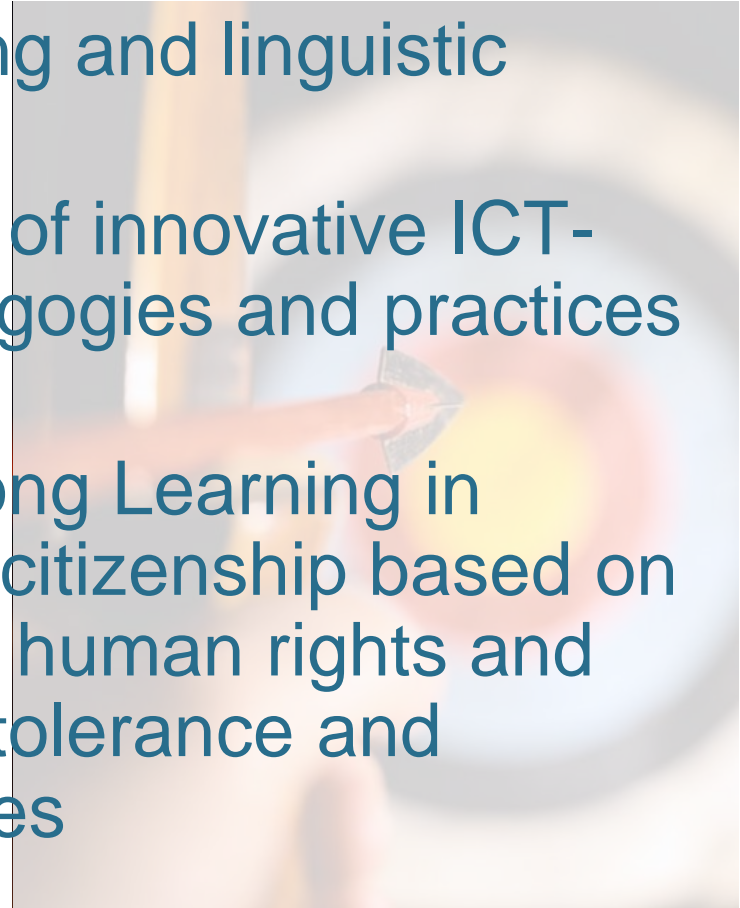 ng and linguistic
of innovative ICT-
gogies and practices
ong Learning in
citizenship based on
human rights and
tolerance and
es